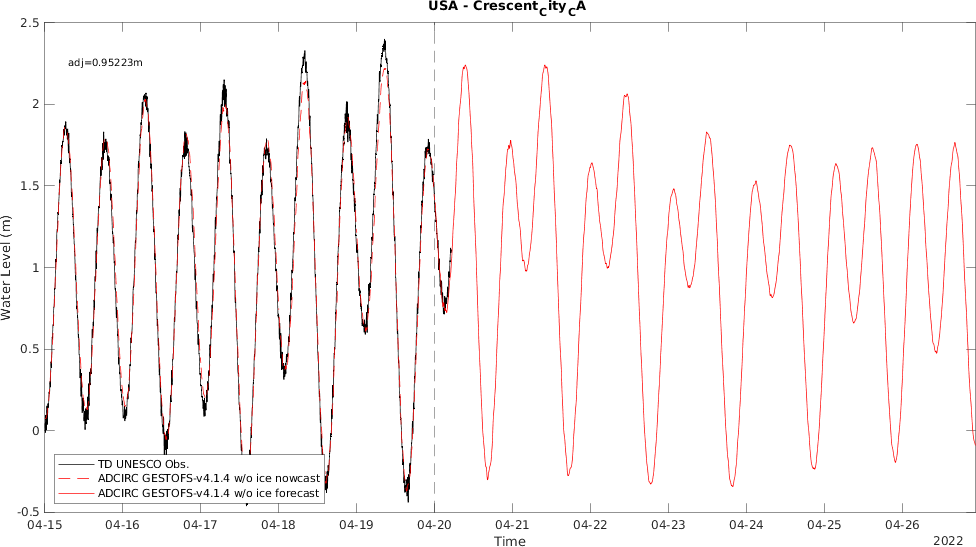 USA - Crescent_City_CA
adj=0.95223m
2.5
2
1.5
1
0.5
0
-0.5
Water Level (m)
TD UNESCO Obs.
ADCIRC GESTOFS-v4.1.4 w/o ice nowcast
ADCIRC GESTOFS-v4.1.4 w/o ice forecast
04-15 04-16 04-17 04-18 04-19 04-20 04-21 04-22 04-23 04-24 04-25 04-26
Time
2022